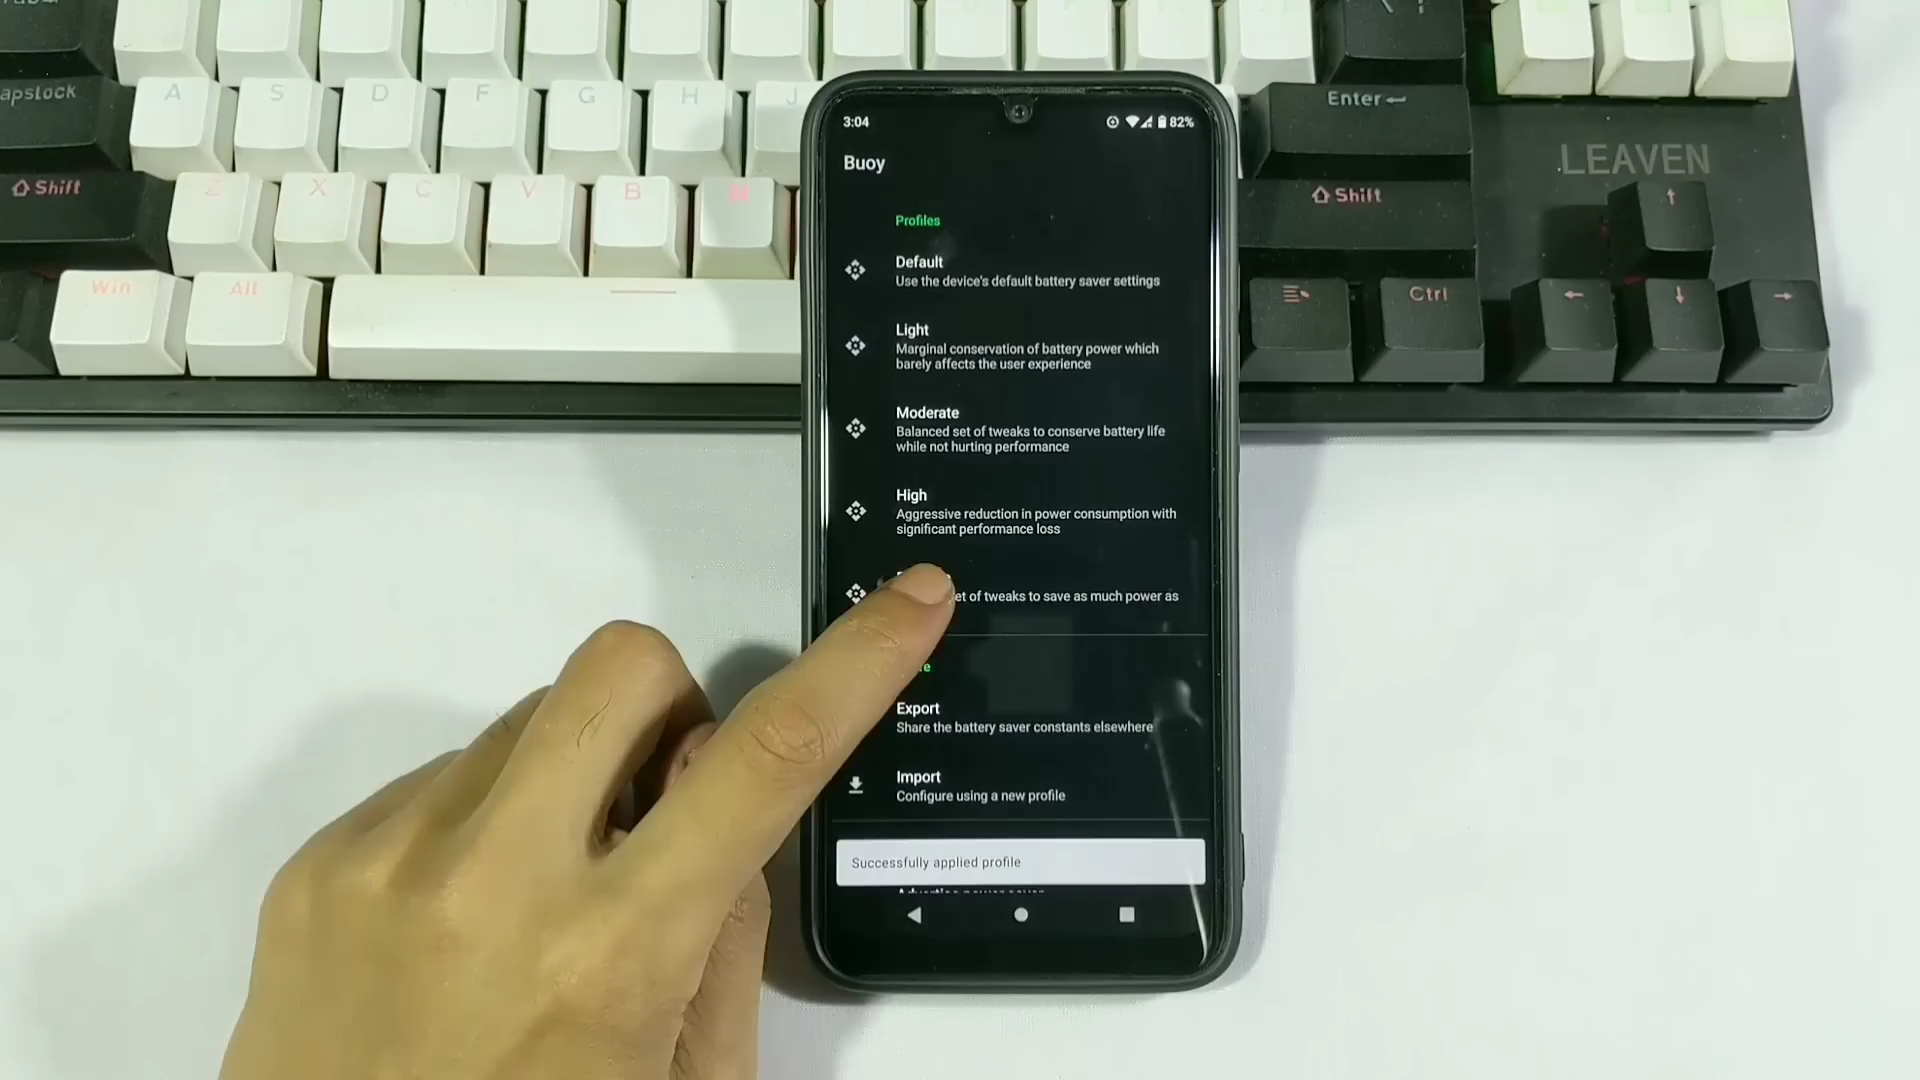 apslock A S D F G H J Enter
Shift Z X C V B N Shift
Win Alt Ctrl
LEAVEN
3:04 82%
Buoy
Profiles
Default
Use the device's default battery saver settings
Light
Marginal conservation of battery power which
barely affects the user experience
Moderate
Balanced set of tweaks to conserve battery life
while not hurting performance
High
Aggressive reduction in power consumption with
significant performance loss
et of tweaks to save as much power as
Export
Share the battery saver constants elsewhere
Import
Configure using a new profile
Successfully applied profile